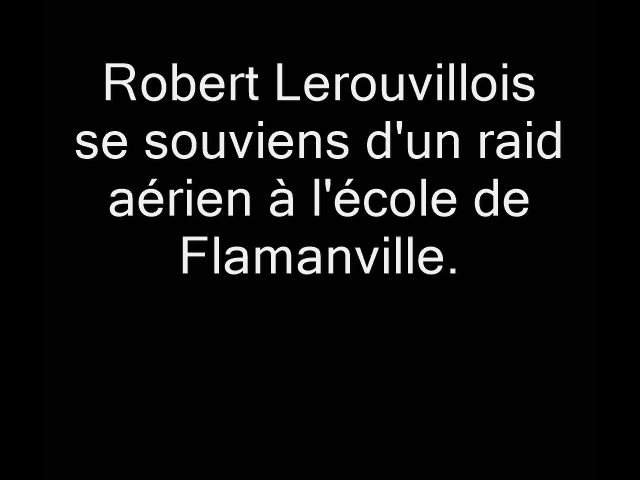 Robert Lerouvillois
se souviens d'un raid
aérien à l'école de
Flamanville.